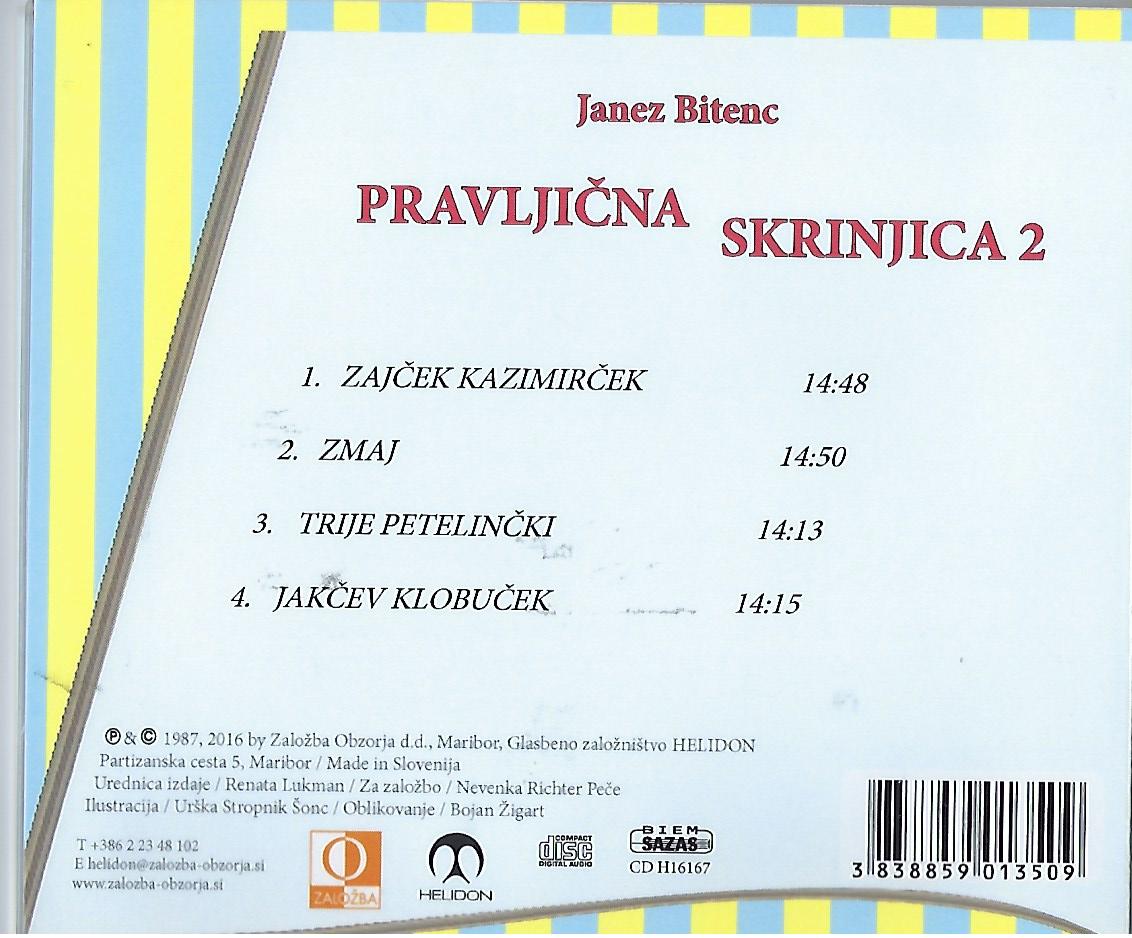 Janez Bitenc
PRAVLJIČNA
SKRINJICA 2
1. ZAJČEK KAZIMIRČEK 14:48
2. ZMAJ 14:50
3. TRIJE PETELINČKI 14:13
4. JAKČEV KLOBUČEK 14:15
℗ & © 1987, 2016 by Založba Obzorja d.d., Maribor, Glasbeno založništvo HELIDON
Partizanska cesta 5, Maribor / Made in Slovenija
Urednica izdaje / Renata Lukman / Za založbo / Nevenka Richter Peče
Ilustracija / Urška Stropnik Šonc / Oblikovanje / Bojan Žigart
T +386 2 23 48 102
E helidon@zalozba-obzorja.si
www.zalozba-obzorja.si
ZALOŽBA
HELIDON
COMPACT
disc
DIGITAL AUDIO
BIEM
SAZAS
CD H16167
3 838859 013509